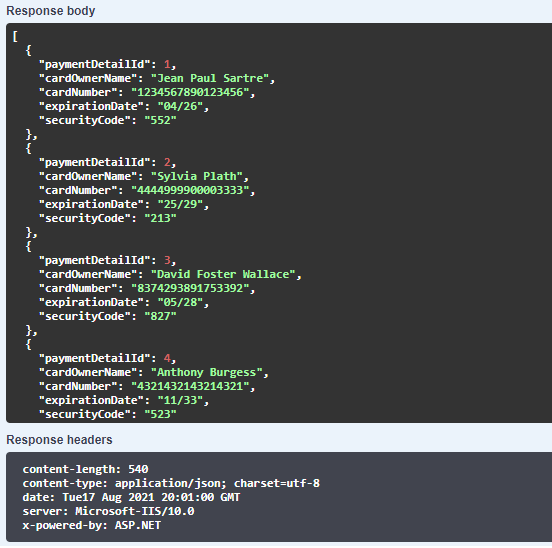 Response body
[
{
"paymentDetailId": 1,
"cardOwnerName": "Jean Paul Sartre",
"cardNumber": "1234567890123456",
"expirationDate": "04/26",
"securityCode": "552"
},
{
"paymentDetailId": 2,
"cardOwnerName": "Sylvia Plath",
"cardNumber": "4444999900003333",
"expirationDate": "25/29",
"securityCode": "213"
},
{
"paymentDetailId": 3,
"cardOwnerName": "David Foster Wallace",
"cardNumber": "8374293891753392",
"expirationDate": "05/28",
"securityCode": "827"
},
{
"paymentDetailId": 4,
"cardOwnerName": "Anthony Burgess",
"cardNumber": "4321432143214321",
"expirationDate": "11/33",
"securityCode": "523"
Response headers
content-length: 540
content-type: application/json; charset=utf-8
date: Tue17 Aug 2021 20:01:00 GMT
server: Microsoft-IIS/10.0
x-powered-by: ASP.NET